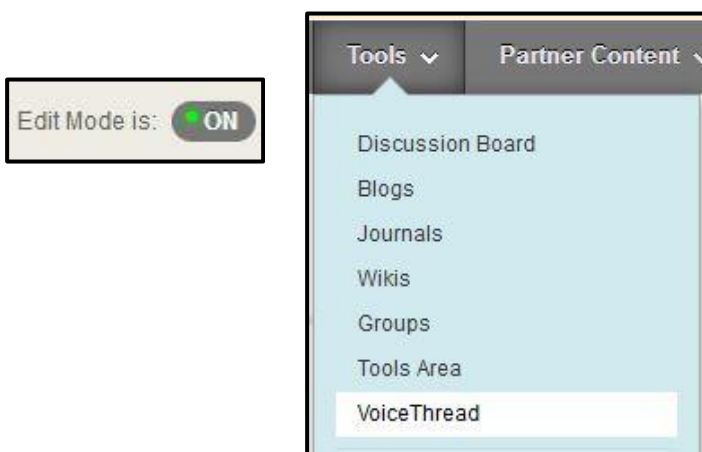 Edit Mode is: ON
Tools Partner Content
Discussion Board
Blogs
Journals
Wikis
Groups
Tools Area
VoiceThread